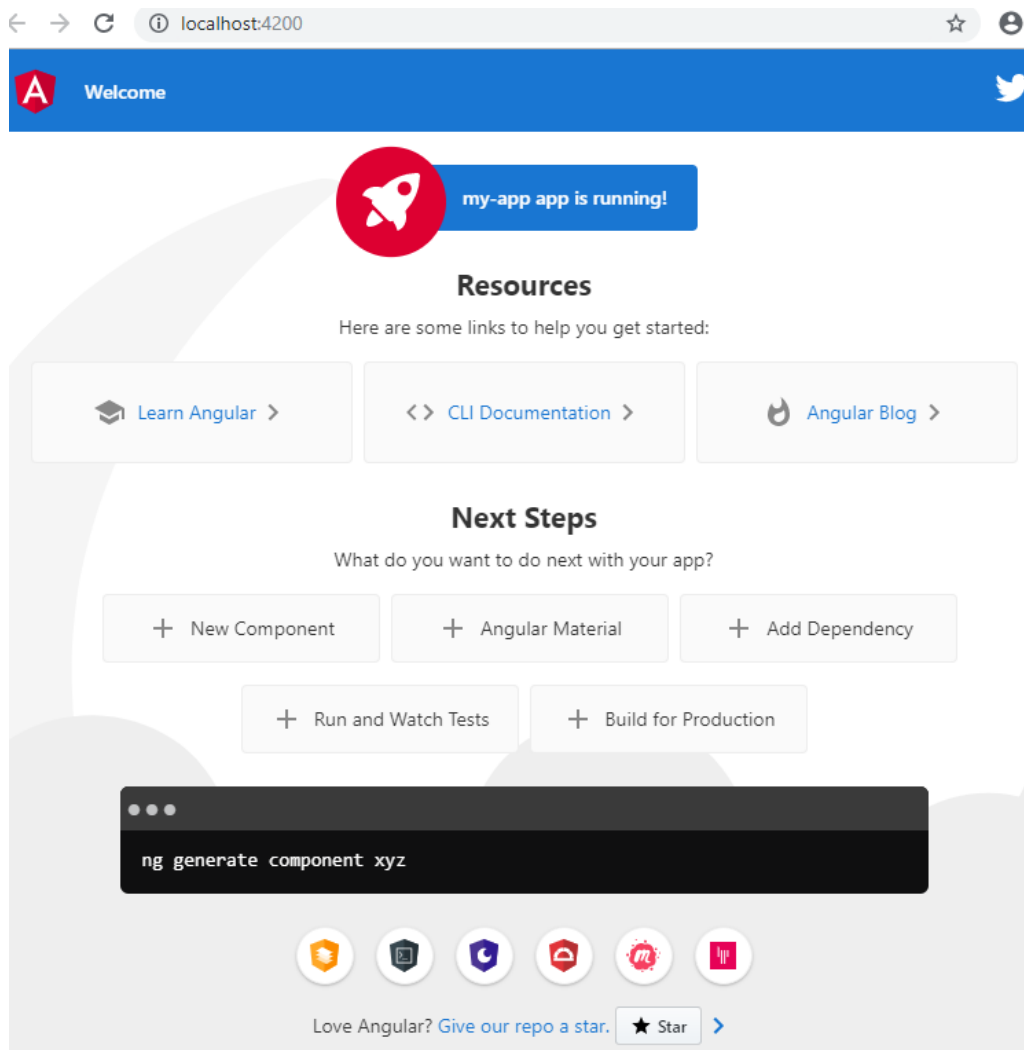 localhost:4200
Welcome
my-app app is running!
Resources
Here are some links to help you get started:
Learn Angular
CLI Documentation
Angular Blog
Next Steps
What do you want to do next with your app?
New Component
Angular Material
Add Dependency
Run and Watch Tests
Build for Production
ng generate component xyz
Love Angular? Give our repo a star. Star